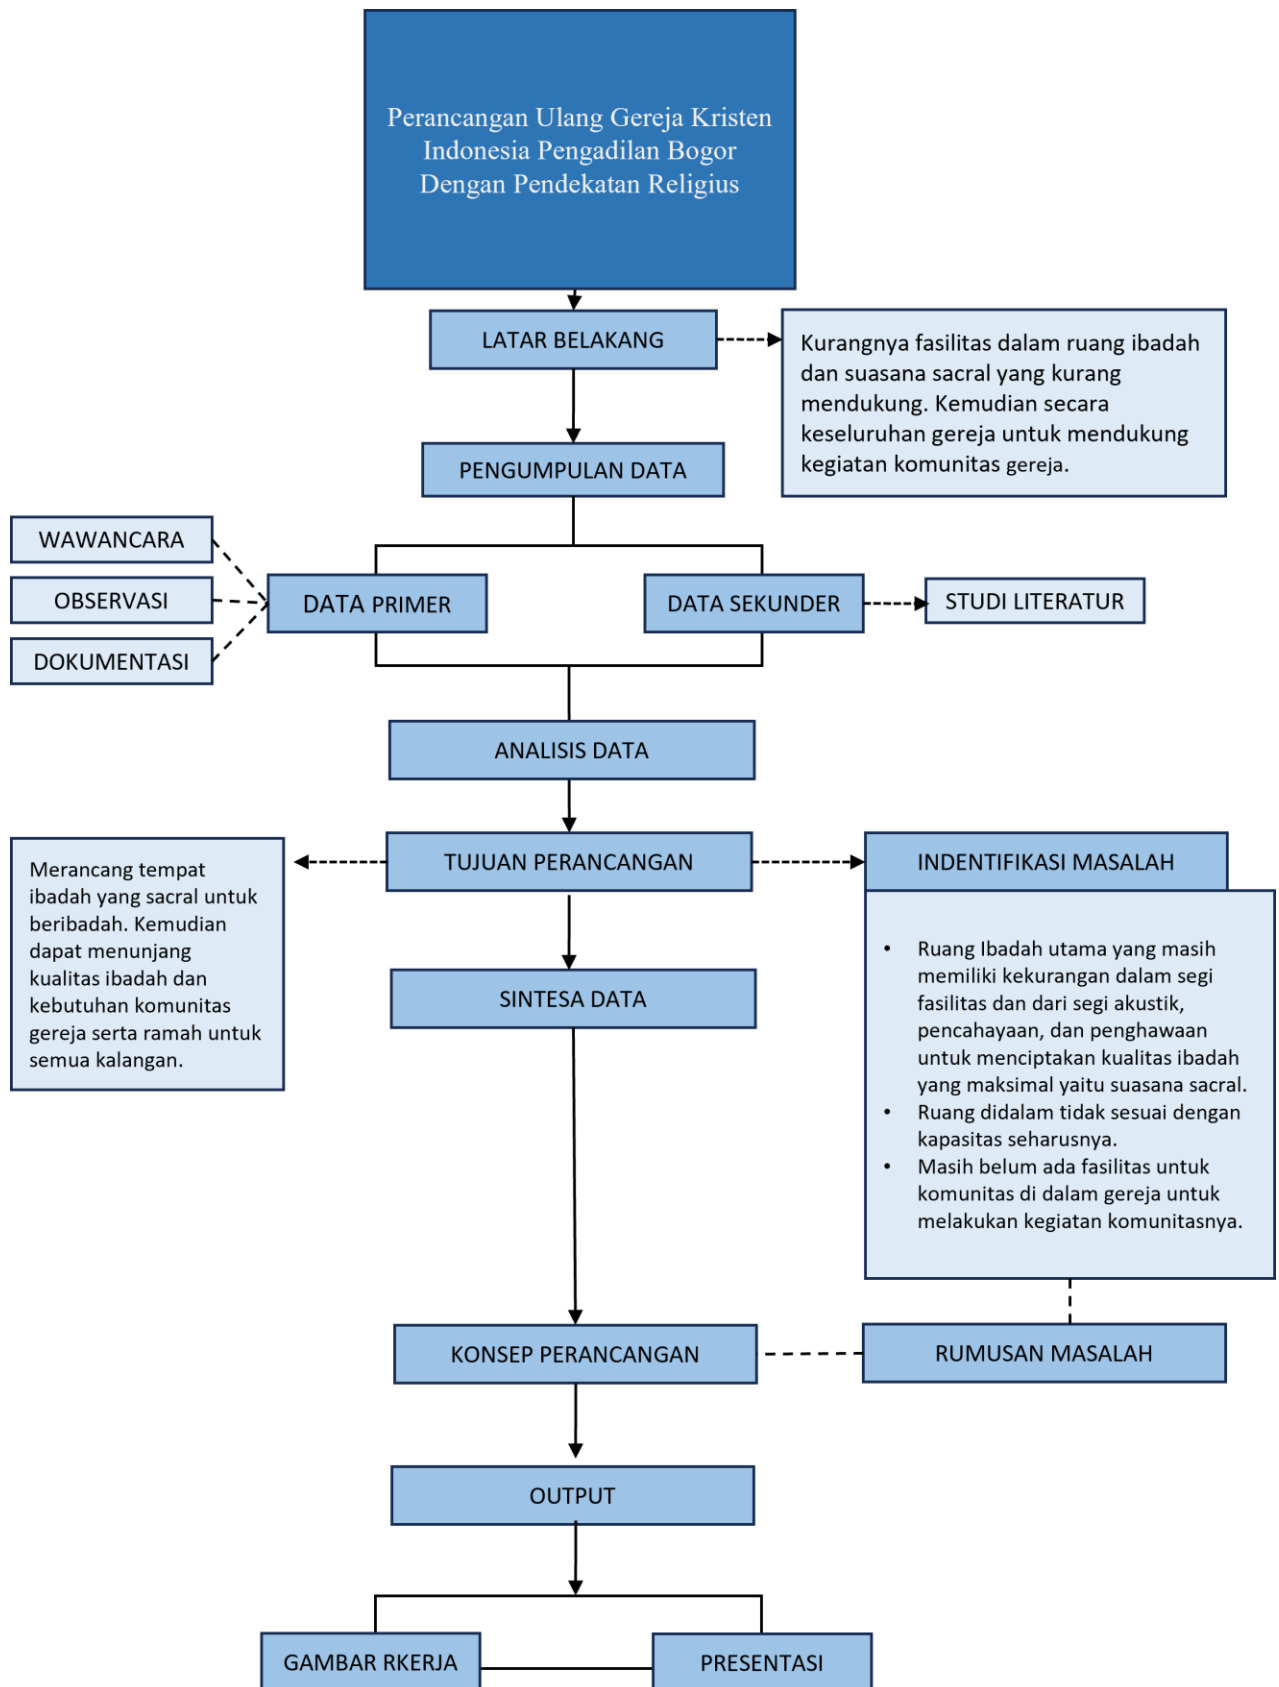 Perancangan Ulang Gereja Kristen
Indonesia Pengadilan Bogor
Dengan Pendekatan Religius
LATAR BELAKANG
Kurangnya fasilitas dalam ruang ibadah
dan suasana sacral yang kurang
mendukung. Kemudian secara
keseluruhan gereja untuk mendukung
kegiatan komunitas gereja.
PENGUMPULAN DATA
WAWANCARA
OBSERVASI
DOKUMENTASI
DATA PRIMER
DATA SEKUNDER
STUDI LITERATUR
ANALISIS DATA
TUJUAN PERANCANGAN
Merancang tempat
ibadah yang sacral untuk
beribadah. Kemudian
dapat menunjang
kualitas ibadah dan
kebutuhan komunitas
gereja serta ramah untuk
semua kalangan.
INDENTIFIKASI MASALAH
• Ruang Ibadah utama yang masih
memiliki kekurangan dalam segi
fasilitas dan dari segi akustik,
pencahayaan, dan penghawaan
untuk menciptakan kualitas ibadah
yang maksimal yaitu suasana sacral.
• Ruang didalam tidak sesuai dengan
kapasitas seharusnya.
• Masih belum ada fasilitas untuk
komunitas di dalam gereja untuk
melakukan kegiatan komunitasnya.
SINTESA DATA
KONSEP PERANCANGAN
RUMUSAN MASALAH
OUTPUT
GAMBAR RKERJA
PRESENTASI